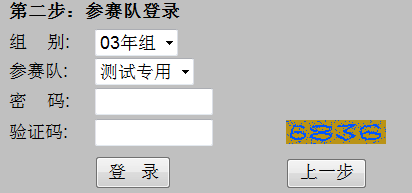 第二步：参赛队登录
组 别: 03年组
参赛队: 测试专用
密 码:
验证码: 6836
登 录 上一步